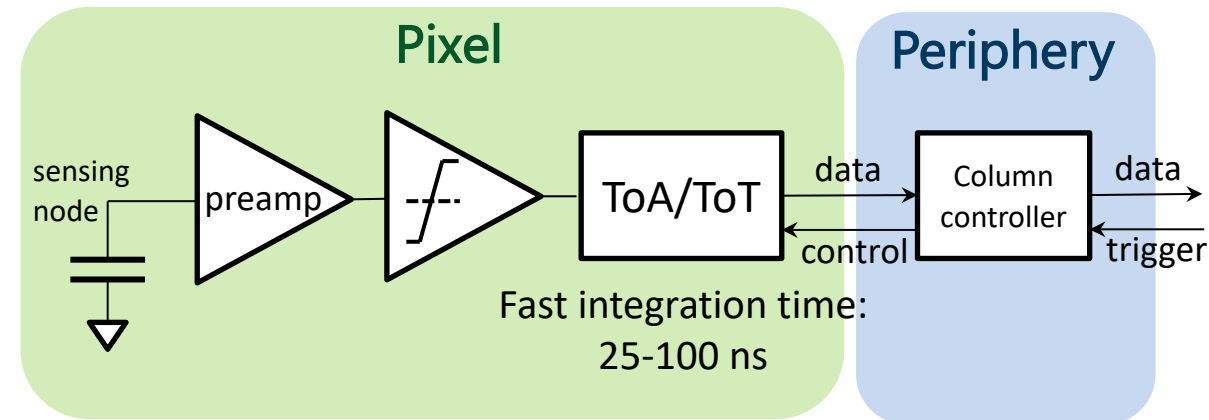 Pixel
Periphery
sensing
node
preamp
ToA/ToT
data
control
Column
controller
data
trigger
Fast integration time:
25-100 ns